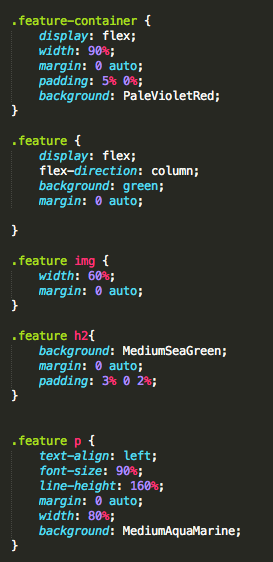 .feature-container {
    display: flex;
    width: 90%;
    margin: 0 auto;
    padding: 5% 0%;
    background: PaleVioletRed;
}
.feature {
    display: flex;
    flex-direction: column;
    background: green;
    margin: 0 auto;
}
.feature img {
    width: 60%;
    margin: 0 auto;
}
.feature h2{
    background: MediumSeaGreen;
    margin: 0 auto;
    padding: 3% 0 2%;
}
.feature p {
    text-align: left;
    font-size: 90%;
    line-height: 160%;
    margin: 0 auto;
    width: 80%;
    background: MediumAquaMarine;
}